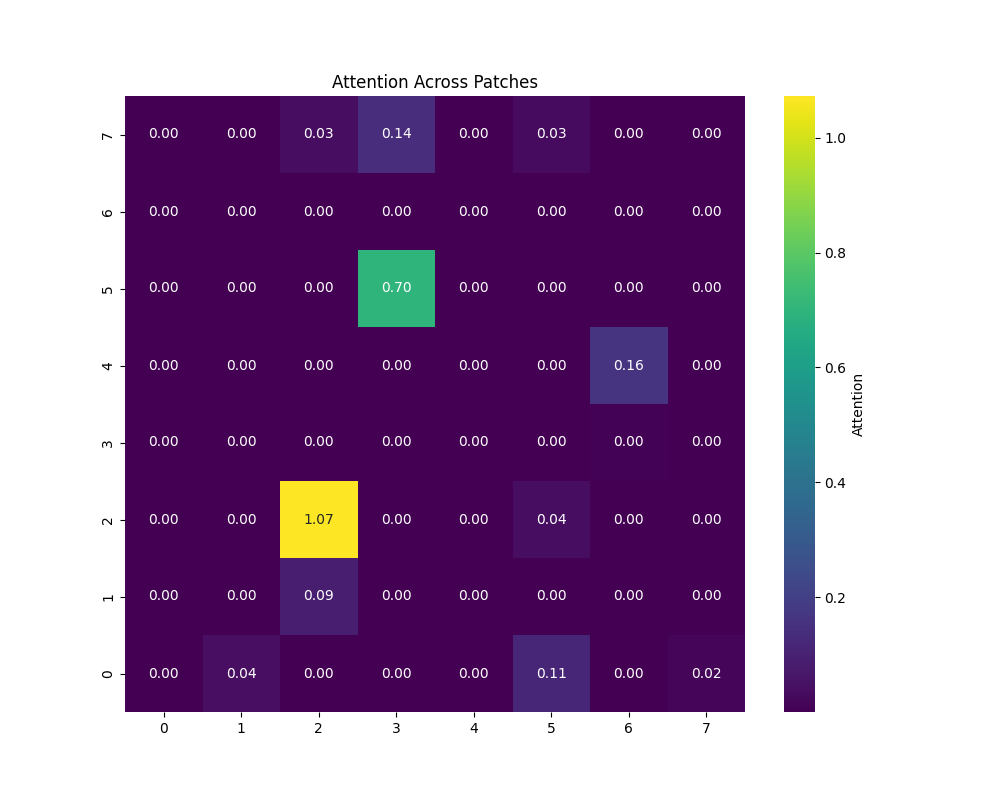 Attention Across Patches
7 0.00 0.00 0.03 0.14 0.00 0.03 0.00 0.00
6 0.00 0.00 0.00 0.00 0.00 0.00 0.00 0.00
5 0.00 0.00 0.00 0.70 0.00 0.00 0.00 0.00
4 0.00 0.00 0.00 0.00 0.00 0.00 0.16 0.00
3 0.00 0.00 0.00 0.00 0.00 0.00 0.00 0.00
2 0.00 0.00 1.07 0.00 0.00 0.04 0.00 0.00
1 0.00 0.00 0.09 0.00 0.00 0.00 0.00 0.00
0 0.00 0.04 0.00 0.00 0.00 0.11 0.00 0.02
0 1 2 3 4 5 6 7
1.0
0.8
0.6
0.4
0.2
Attention